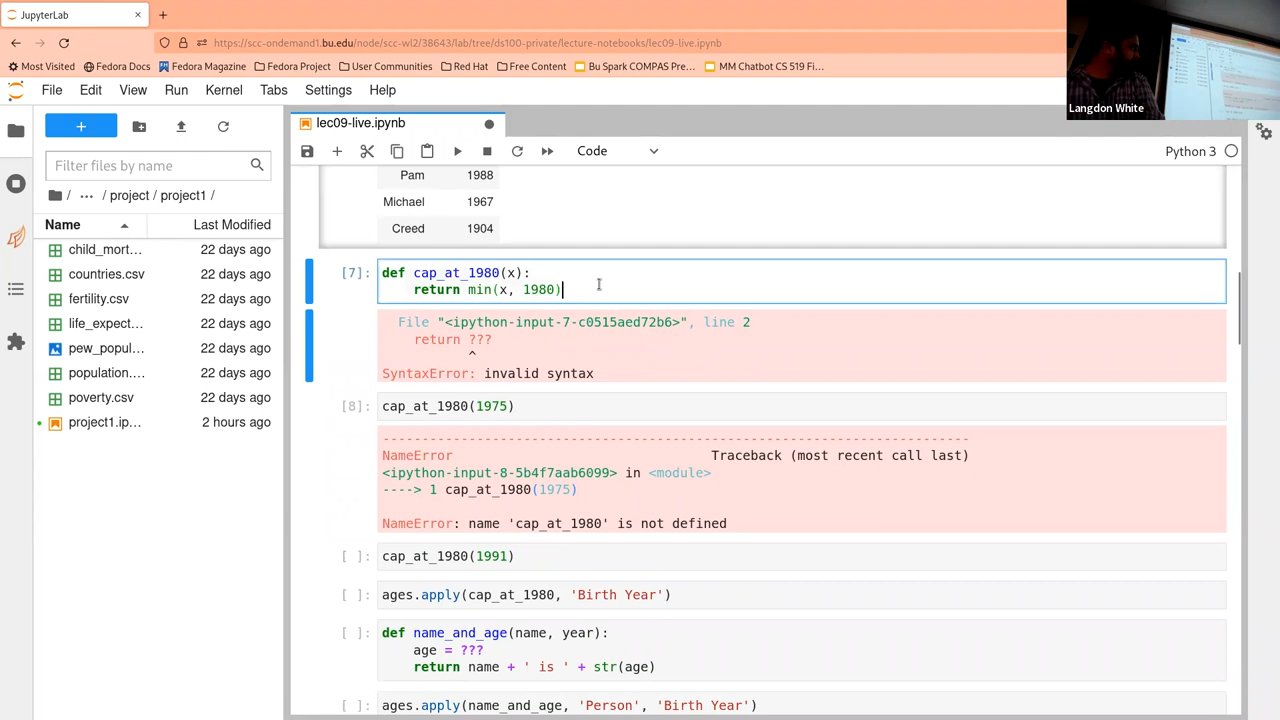 JupyterLab
https://scc-ondemand1.bu.edu/node/scc-wl2/38643/lab/tree/ds100-private/lecture-notebooks/lec09-live.ipynb
Most Visited Fedora Docs Fedora Magazine Fedora Project User Communities Red Hat Free Content Bu Spark COMPAS Pre… MM Chatbot CS 519 Fi…
Langdon White
File Edit View Run Kernel Tabs Settings Help
lec09-live.ipynb
Code
Python 3
Filter files by name
/ ··· / project / project1 /
Name Last Modified
child_mort… 22 days ago
countries.csv 22 days ago
fertility.csv 22 days ago
life_expect… 22 days ago
pew_popul… 22 days ago
population.… 22 days ago
poverty.csv 22 days ago
project1.ip… 2 hours ago
Pam 1988
Michael 1967
Creed 1904
[7]: def cap_at_1980(x):
return min(x, 1980)
File "<ipython-input-7-c0515aed72b6>", line 2
return ???
^
SyntaxError: invalid syntax
[8]: cap_at_1980(1975)
---------------------------------------------------------------------------
NameError Traceback (most recent call last)
<ipython-input-8-5b4f7aab6099> in <module>
----> 1 cap_at_1980(1975)
NameError: name 'cap_at_1980' is not defined
[ ]: cap_at_1980(1991)
[ ]: ages.apply(cap_at_1980, 'Birth Year')
[ ]: def name_and_age(name, year):
age = ???
return name + ' is ' + str(age)
[ ]: ages.apply(name_and_age, 'Person', 'Birth Year')